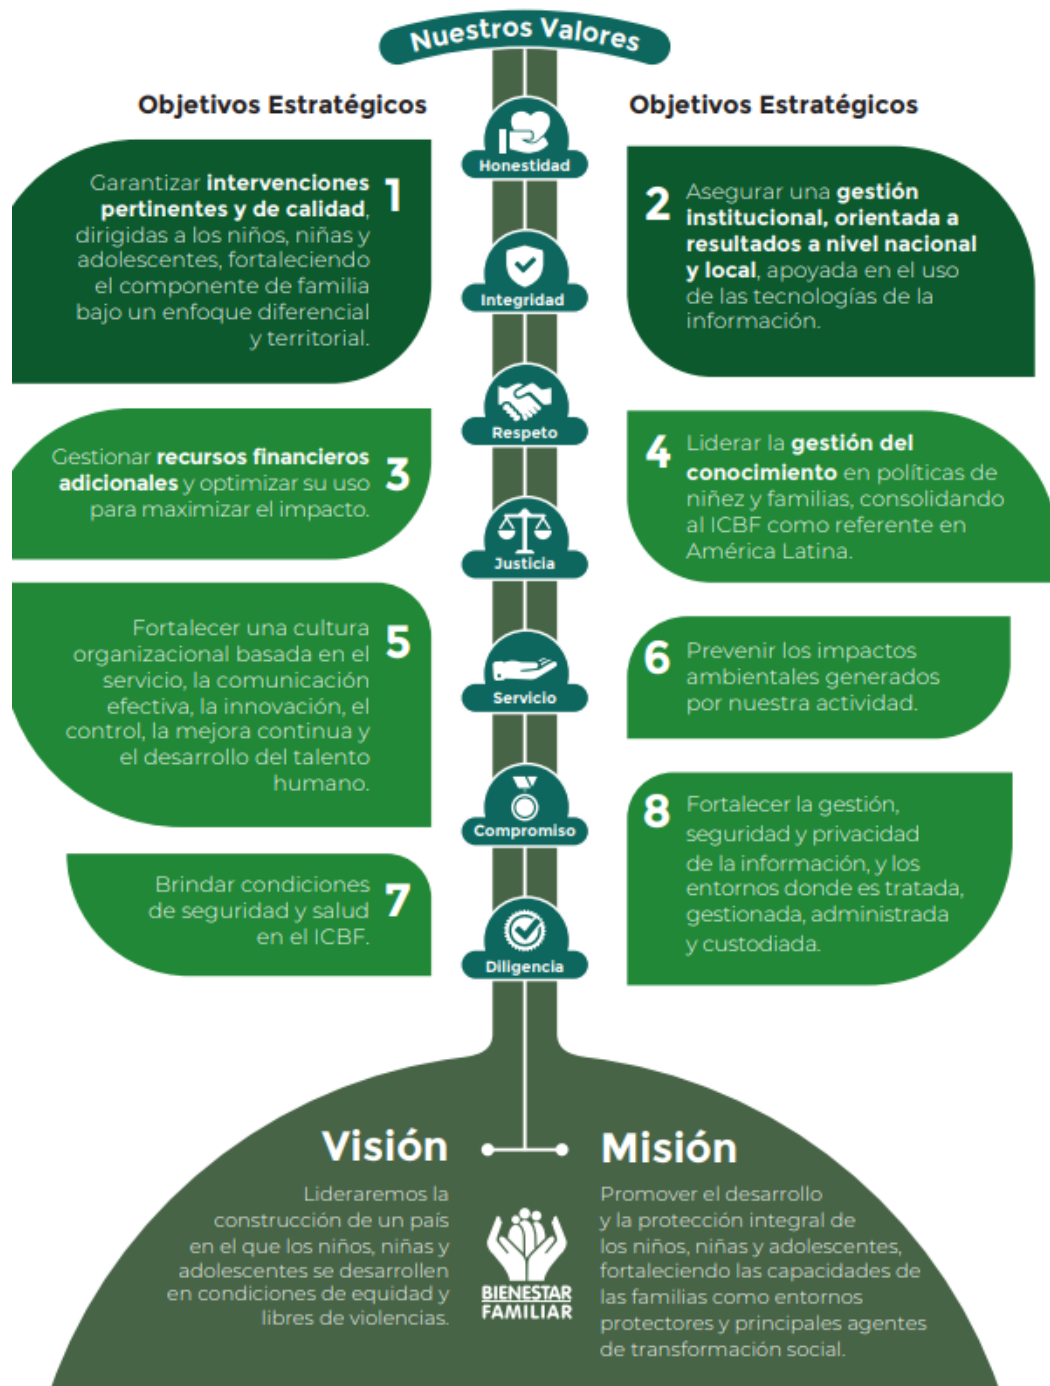 Nuestros Valores
Objetivos Estratégicos
Objetivos Estratégicos
Honestidad
1
Garantizar intervenciones
pertinentes y de calidad,
dirigidas a los niños, niñas y
adolescentes, fortaleciendo
el componente de familia
bajo un enfoque diferencial
y territorial.
2
Asegurar una gestión
institucional, orientada a
resultados a nivel nacional
y local, apoyada en el uso
de las tecnologías de la
información.
Integridad
Respeto
3
Gestionar recursos financieros
adicionales y optimizar su uso
para maximizar el impacto.
4
Liderar la gestión del
conocimiento en políticas de
niñez y familias, consolidando
al ICBF como referente en
América Latina.
Justicia
5
Fortalecer una cultura
organizacional basada en el
servicio, la comunicación
efectiva, la innovación, el
control, la mejora continua y
el desarrollo del talento
humano.
6
Prevenir los impactos
ambientales generados
por nuestra actividad.
Servicio
Compromiso
7
Brindar condiciones
de seguridad y salud
en el ICBF.
8
Fortalecer la gestión,
seguridad y privacidad
de la información, y los
entornos donde es tratada,
gestionada, administrada
y custodiada.
Diligencia
Visión
Lideraremos la
construcción de un país
en el que los niños, niñas y
adolescentes se desarrollen
en condiciones de equidad y
libres de violencias.
BIENESTAR
FAMILIAR
Misión
Promover el desarrollo
y la protección integral de
los niños, niñas y adolescentes,
fortaleciendo las capacidades de
las familias como entornos
protectores y principales agentes
de transformación social.